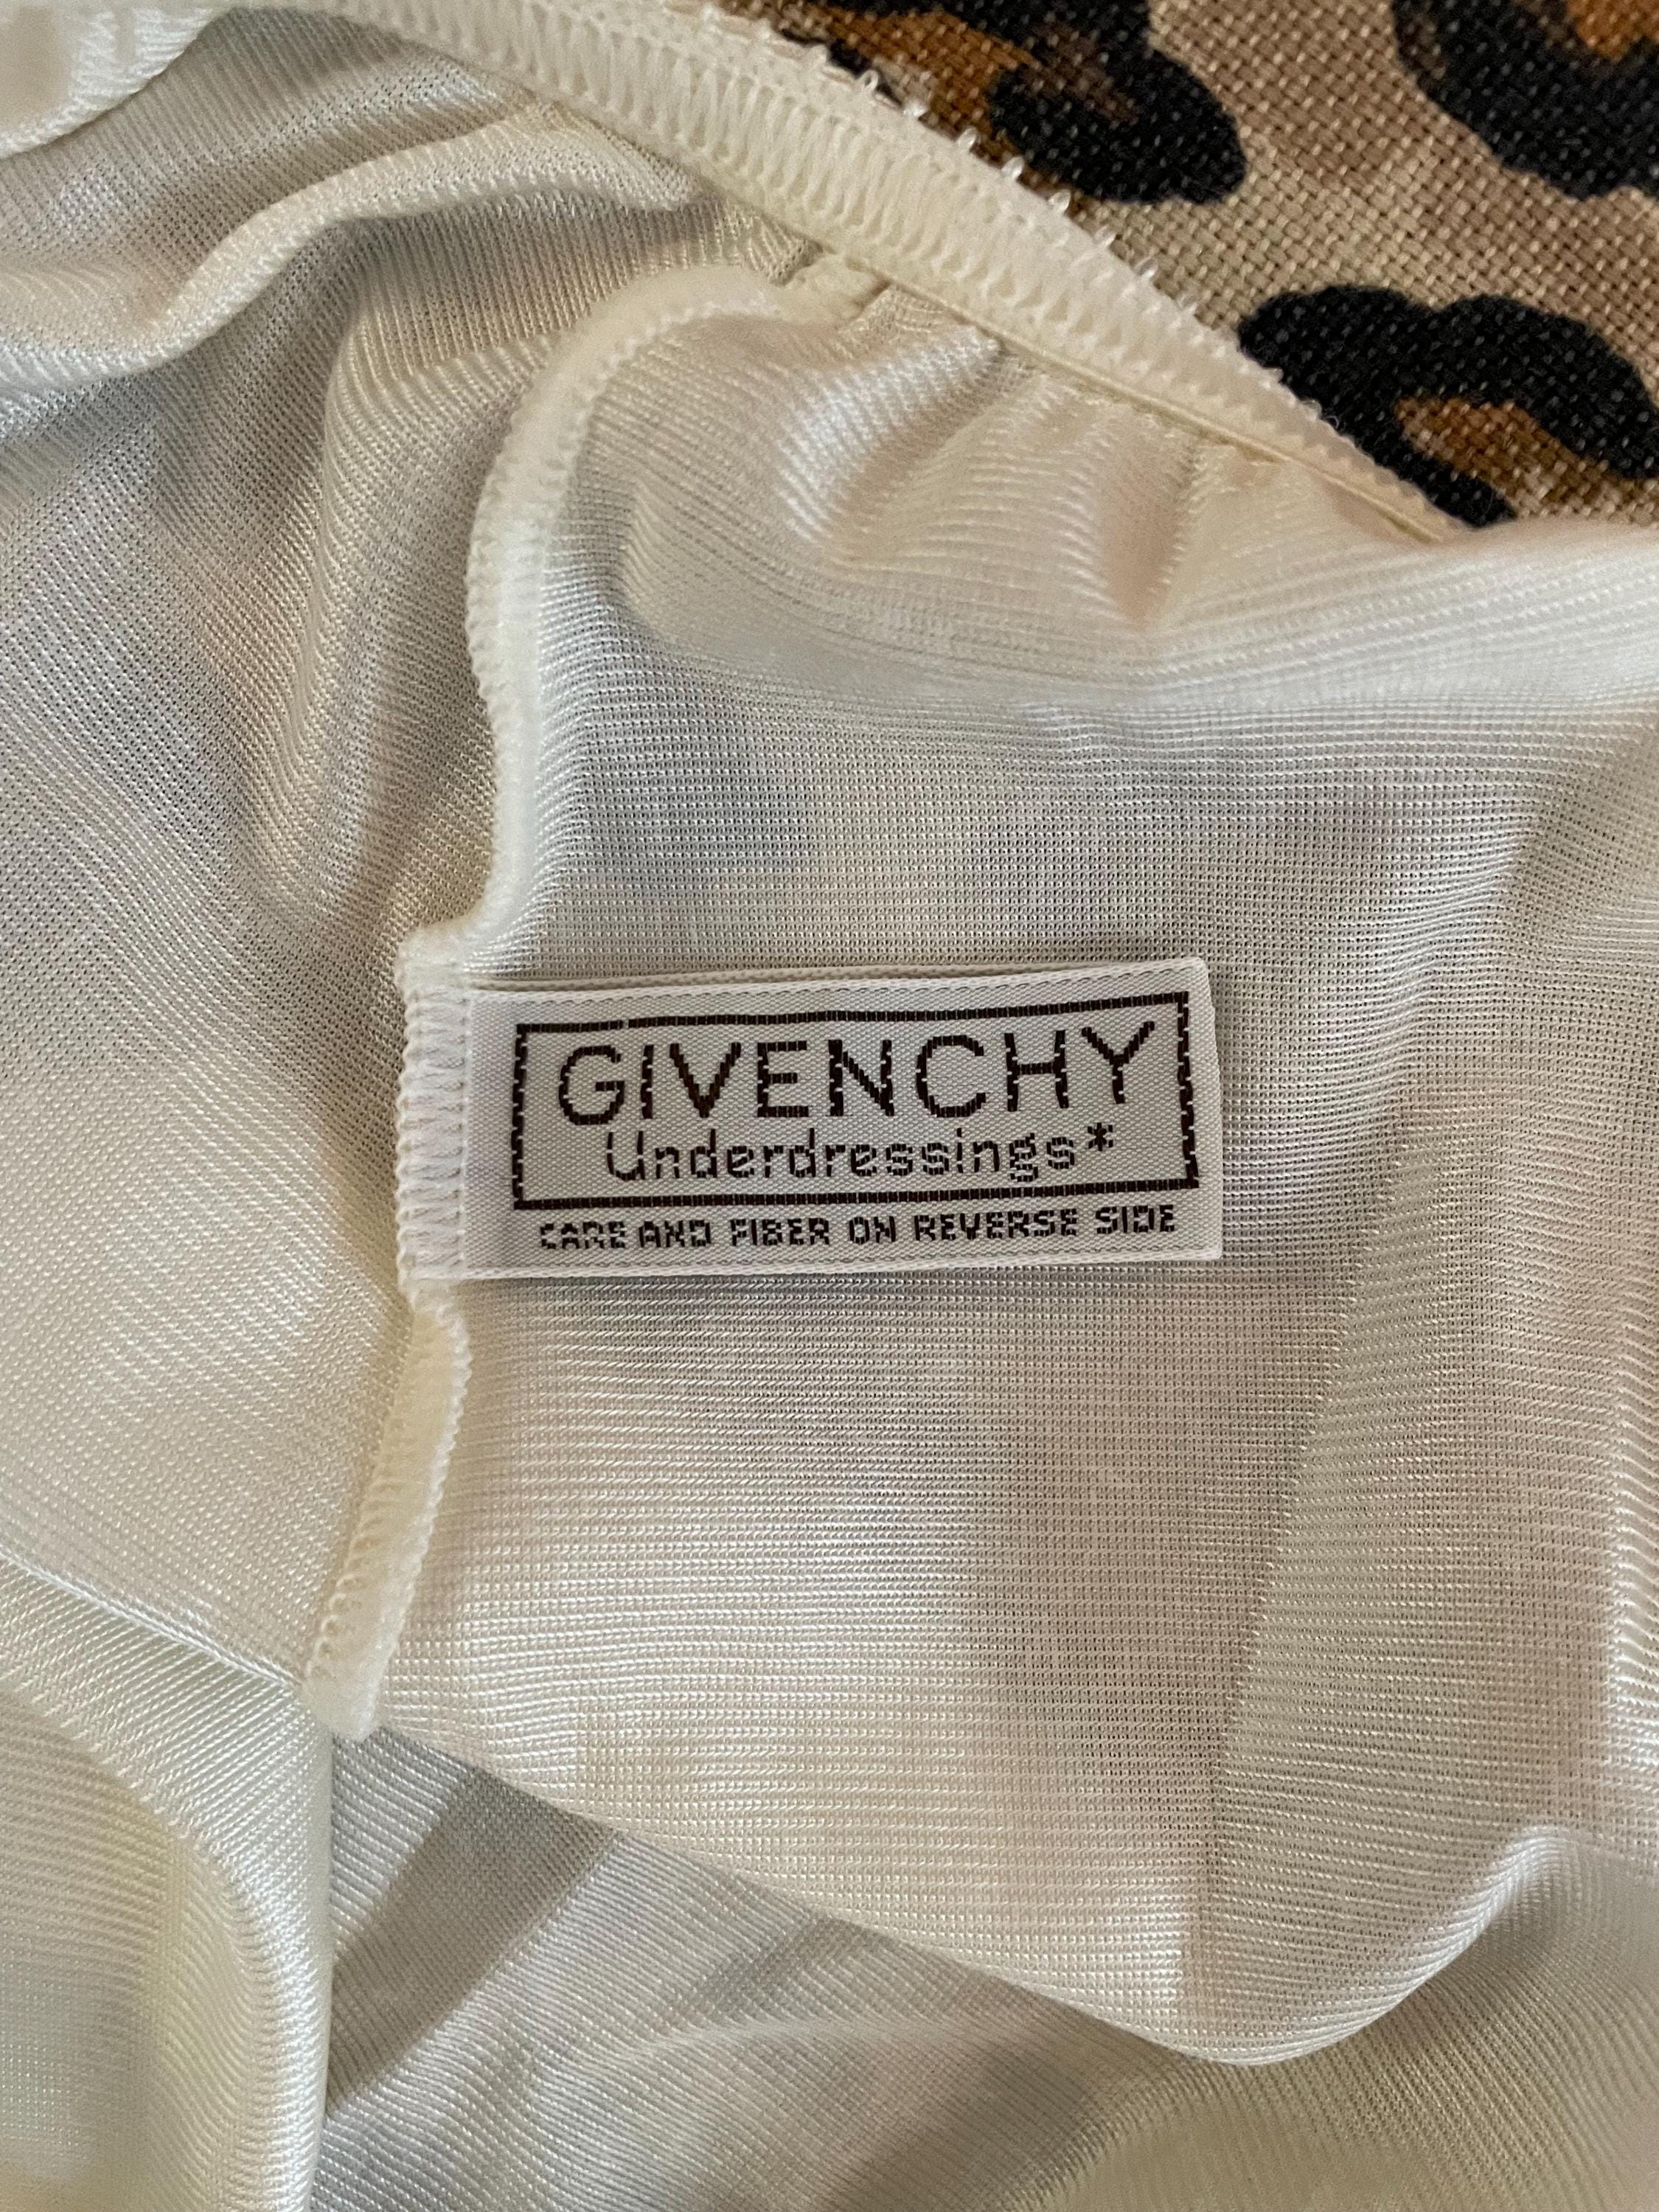 GIVENCHY
Underdressings*
CARE AND FIBER ON REVERSE SIDE